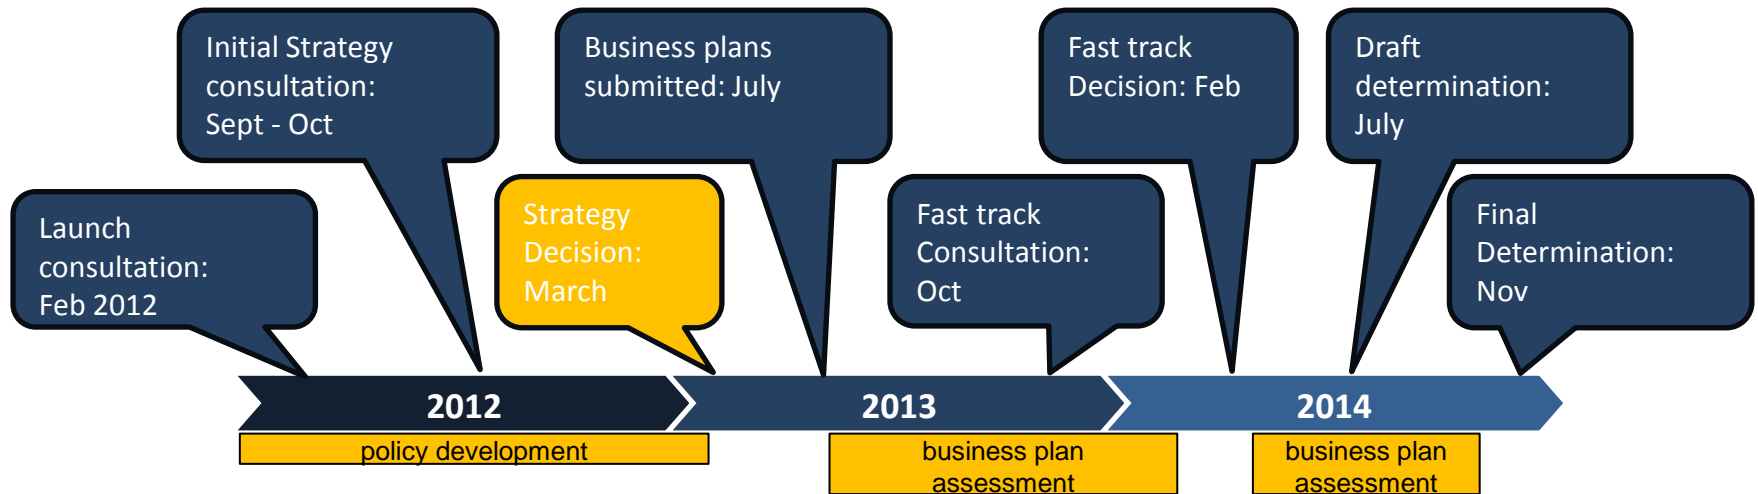 Launch
consultation:
Feb 2012
Initial Strategy
consultation:
Sept - Oct
Strategy
Decision:
March
Business plans
submitted: July
Fast track
Consultation:
Oct
Fast track
Decision: Feb
Draft
determination:
July
Final
Determination:
Nov
2012
2013
2014
policy development
business plan
assessment
business plan
assessment